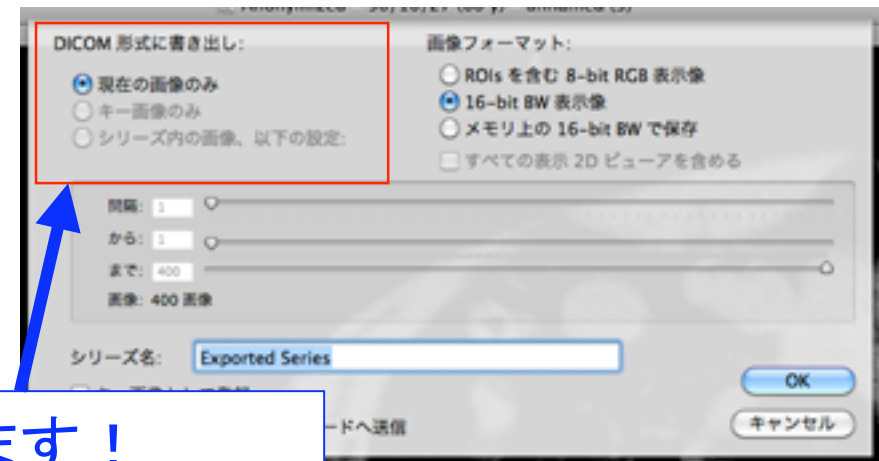 DICOM 形式に書き出し:
現在の画像のみ
キー画像のみ
シリーズ内の画像、以下の設定:
画像フォーマット:
ROIs を含む 8-bit RGB 表示像
16-bit BW 表示像
メモリ上の 16-bit BW で保存
すべての表示 2D ビューアを含める
間隔: 1
から: 1
まで: 400
画像: 400 画像
シリーズ名: Exported Series
OK
ードへ送信
キャンセル
ます!